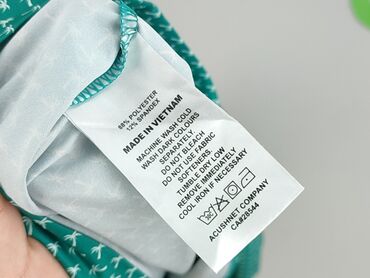 88% POLYESTER
12% SPANDEX
MADE IN VIETNAM
MACHINE WASH COLD
WASH DARK COLOURS
SEPARATELY.
DO NOT BLEACH
DO NOT USE FABRIC
SOFTENERS.
TUMBLE DRY LOW
REMOVE IMMEDIATELY
COOL IRON IF NECESSARY
ACUSHNET COMPANY
CA#28544